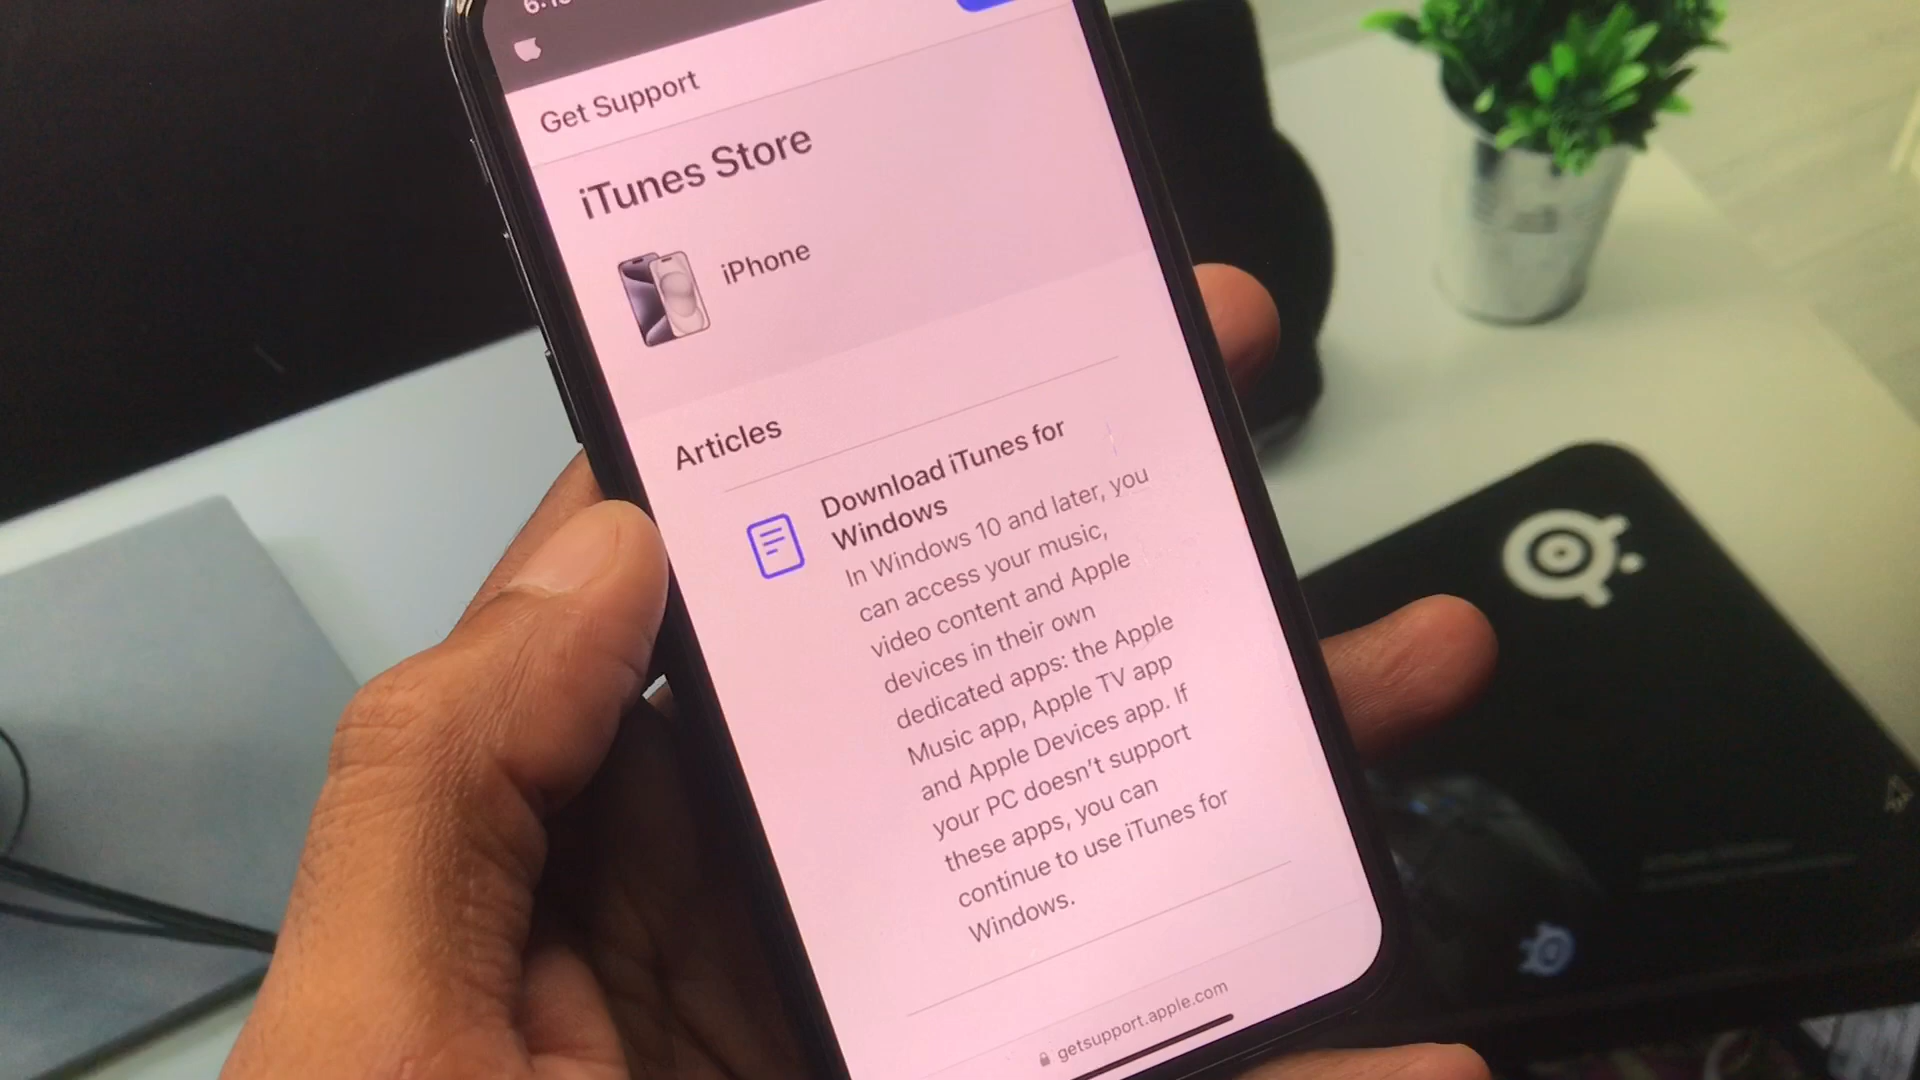 Get Support
iTunes Store
iPhone
Articles
Download iTunes for
Windows
In Windows 10 and later, you
can access your music,
video content and Apple
devices in their own
dedicated apps: the Apple
Music app, Apple TV app
and Apple Devices app. If
your PC doesn't support
these apps, you can
continue to use iTunes for
Windows.
getsupport.apple.com